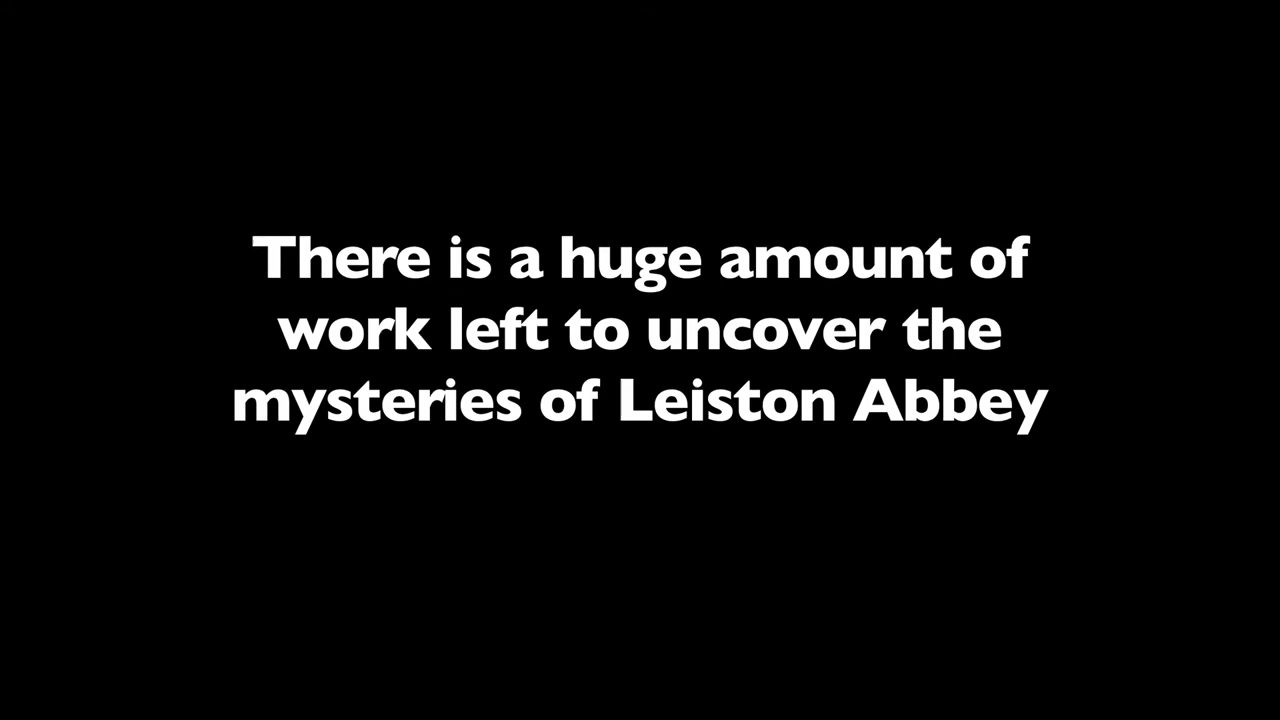 There is a huge amount of
work left to uncover the
mysteries of Leiston Abbey